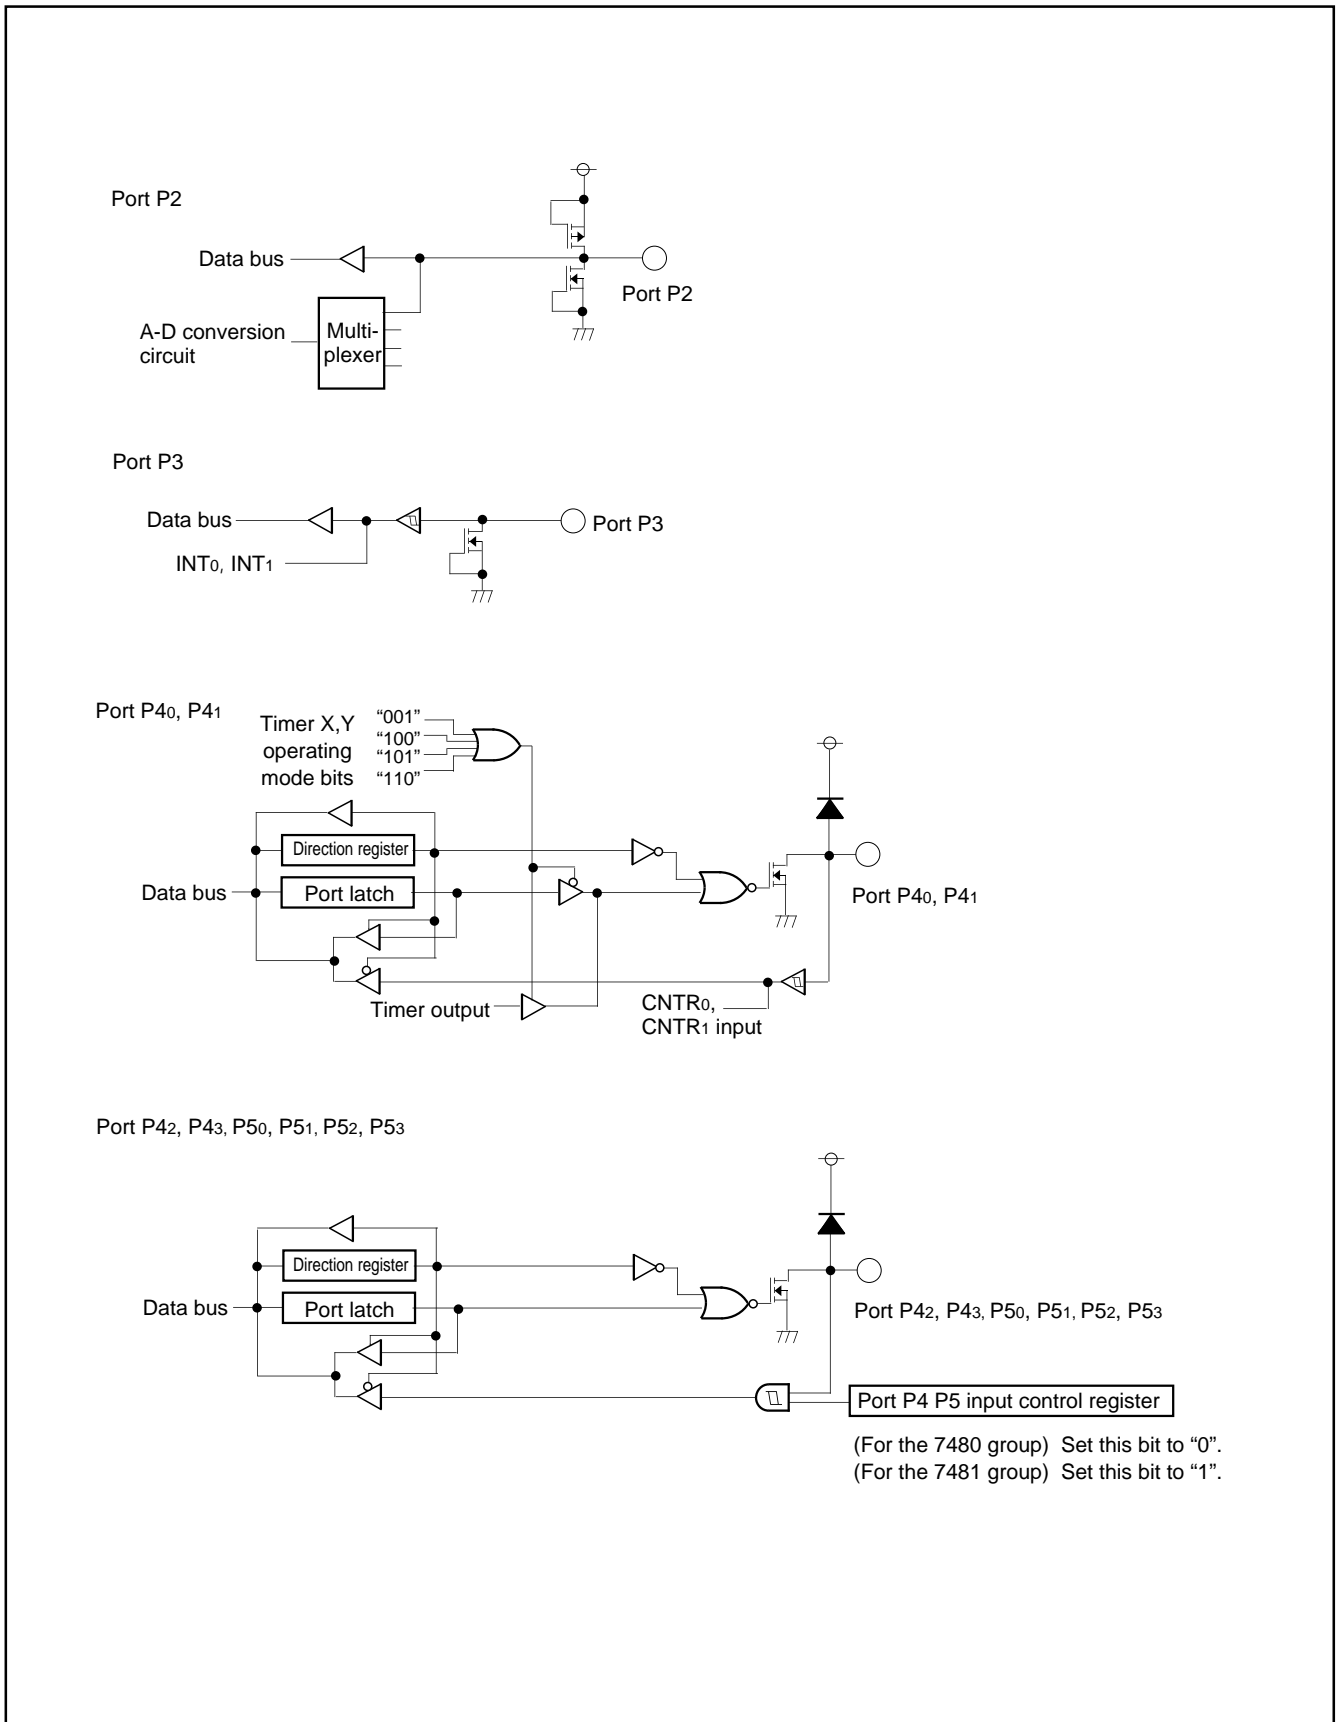 Port P2
Data bus
Port P2
A-D conversion
circuit
Multi-
plexer
Port P3
Data bus
Port P3
INT0, INT1
Port P40, P41
Timer X,Y
operating
mode bits
“001”
“100”
“101”
“110”
Direction register
Data bus
Port latch
Port P40, P41
Timer output
CNTR0,
CNTR1 input
Port P42, P43, P50, P51, P52, P53
Direction register
Data bus
Port latch
Port P42, P43, P50, P51, P52, P53
Port P4 P5 input control register
(For the 7480 group) Set this bit to “0”.
(For the 7481 group) Set this bit to “1”.